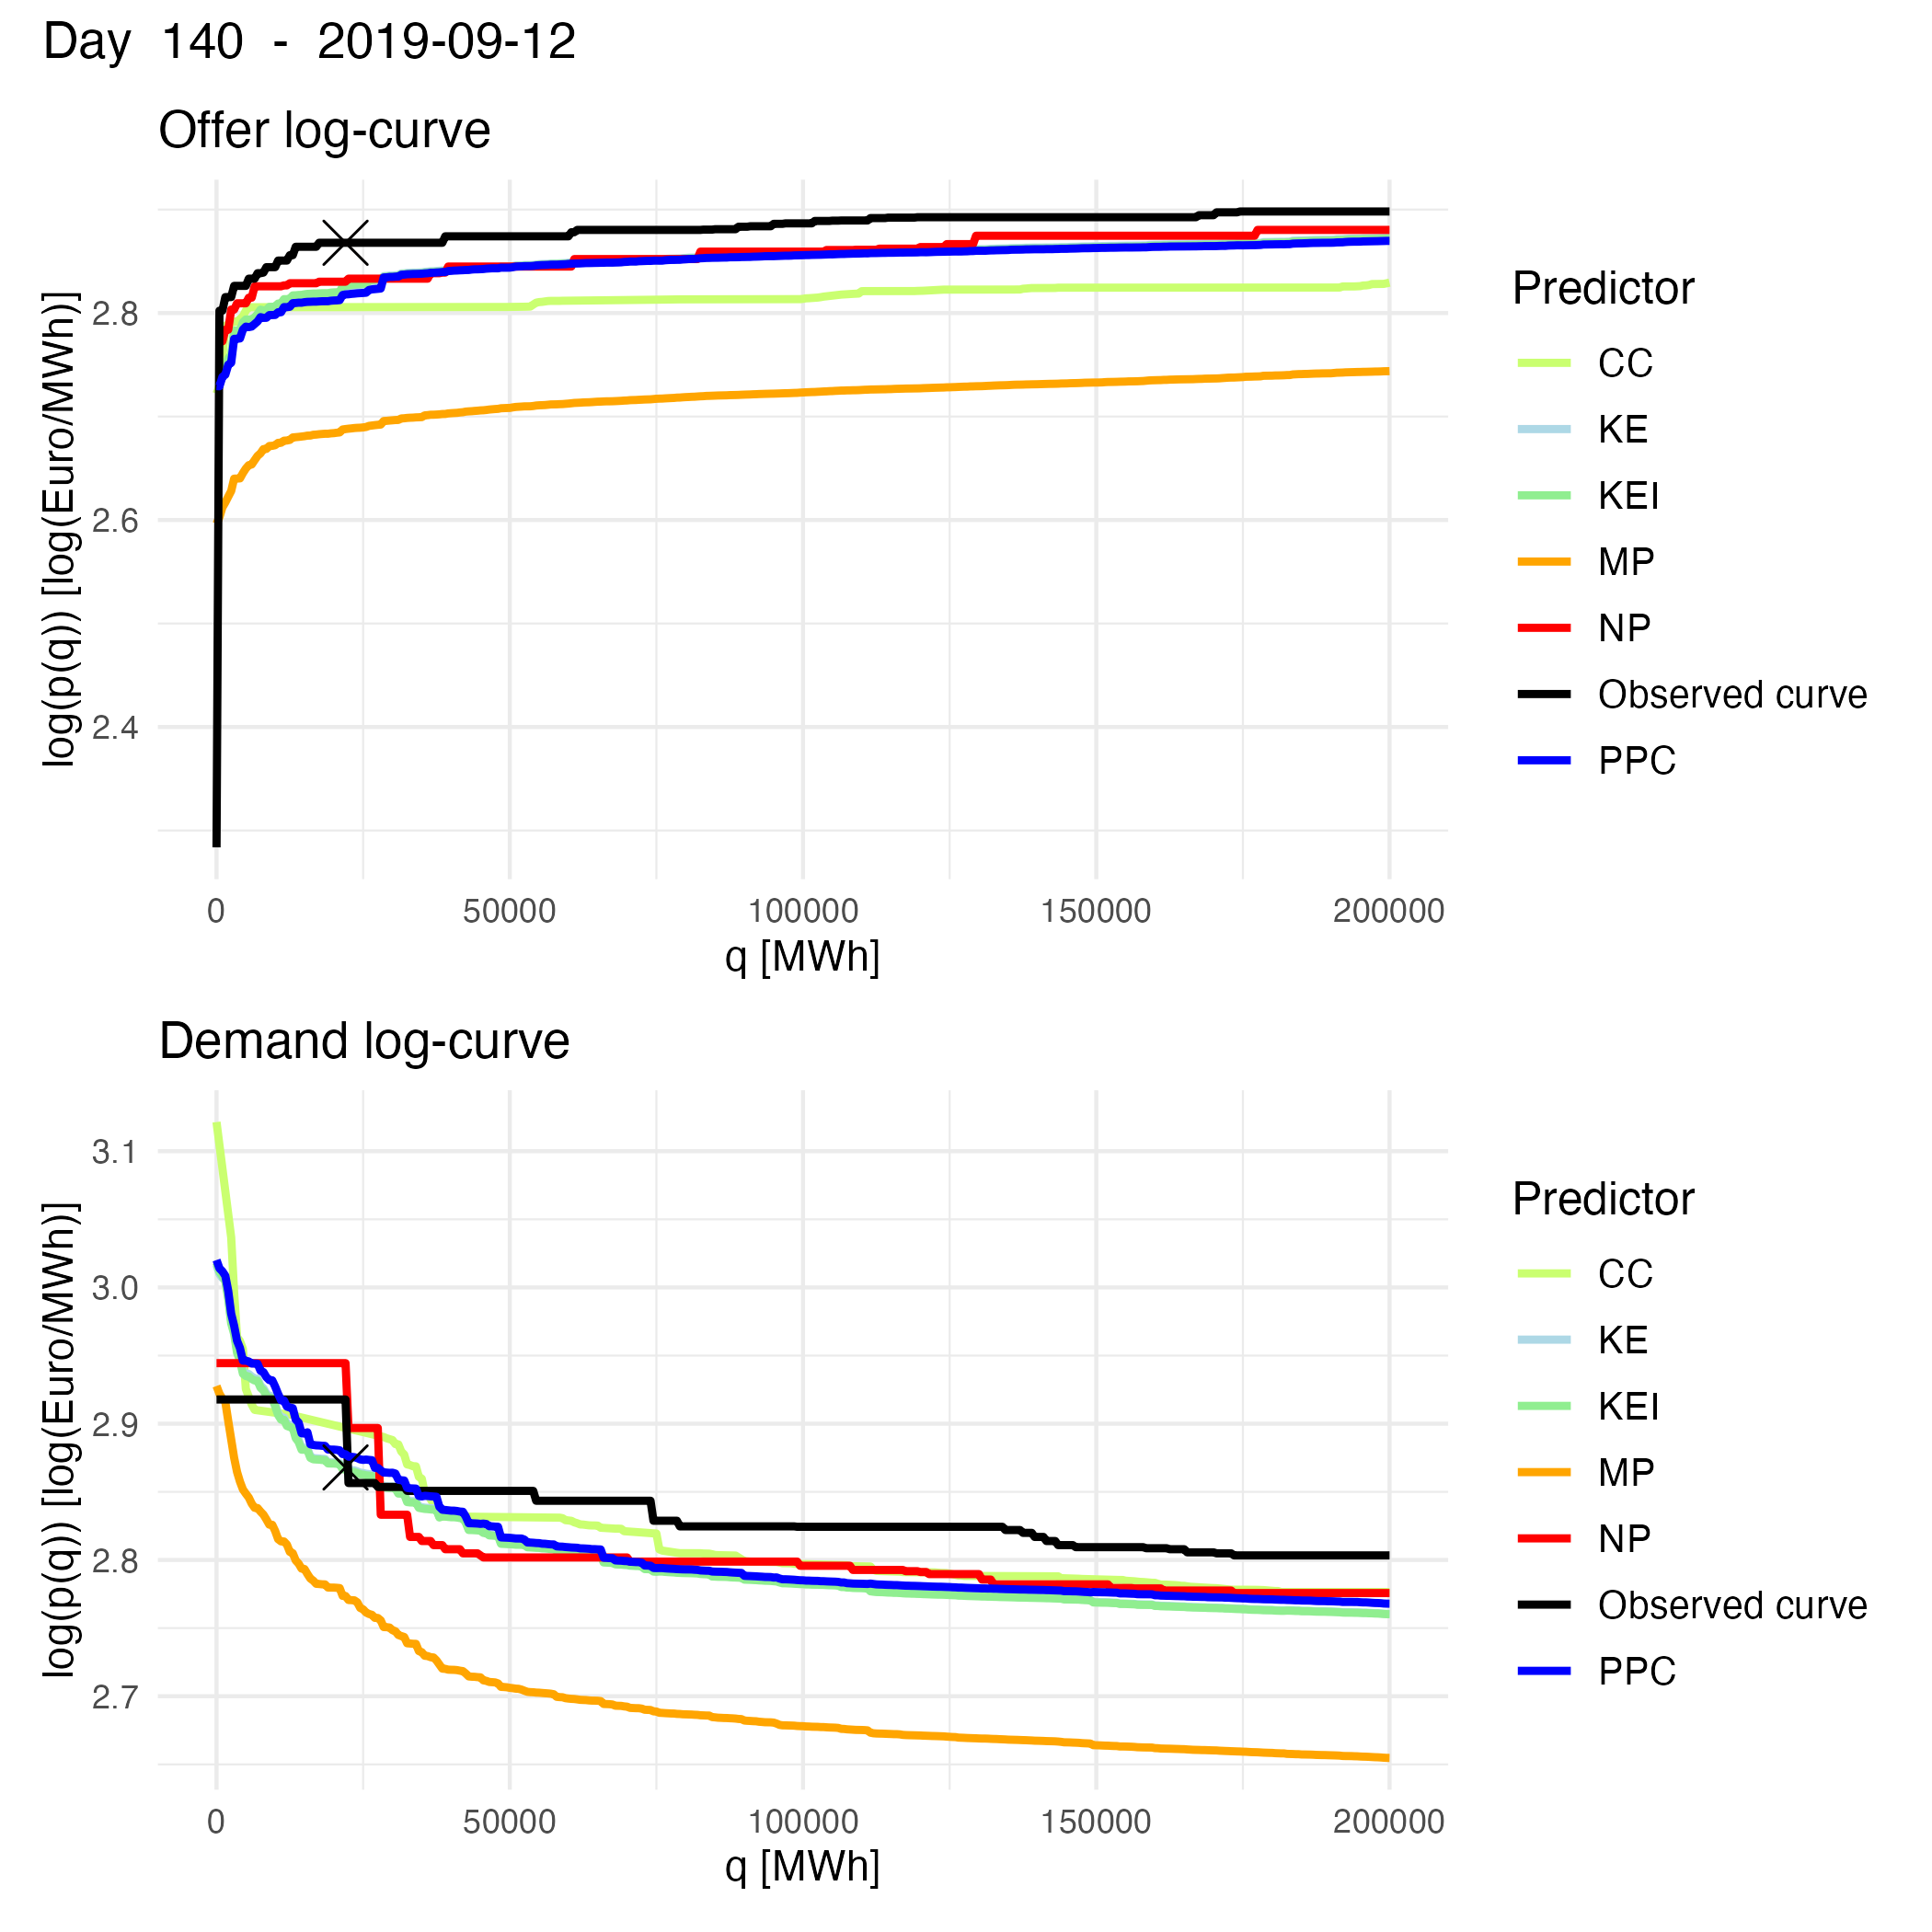 Day 140 - 2019-09-12
Offer log-curve
log(p(q)) [log(Euro/MWh)]
2.8
2.6
2.4
0
50000
100000
150000
200000
q [MWh]
Predictor
CC
KE
KEI
MP
NP
Observed curve
PPC
Demand log-curve
log(p(q)) [log(Euro/MWh)]
3.1
3.0
2.9
2.8
2.7
0
50000
100000
150000
200000
q [MWh]
Predictor
CC
KE
KEI
MP
NP
Observed curve
PPC